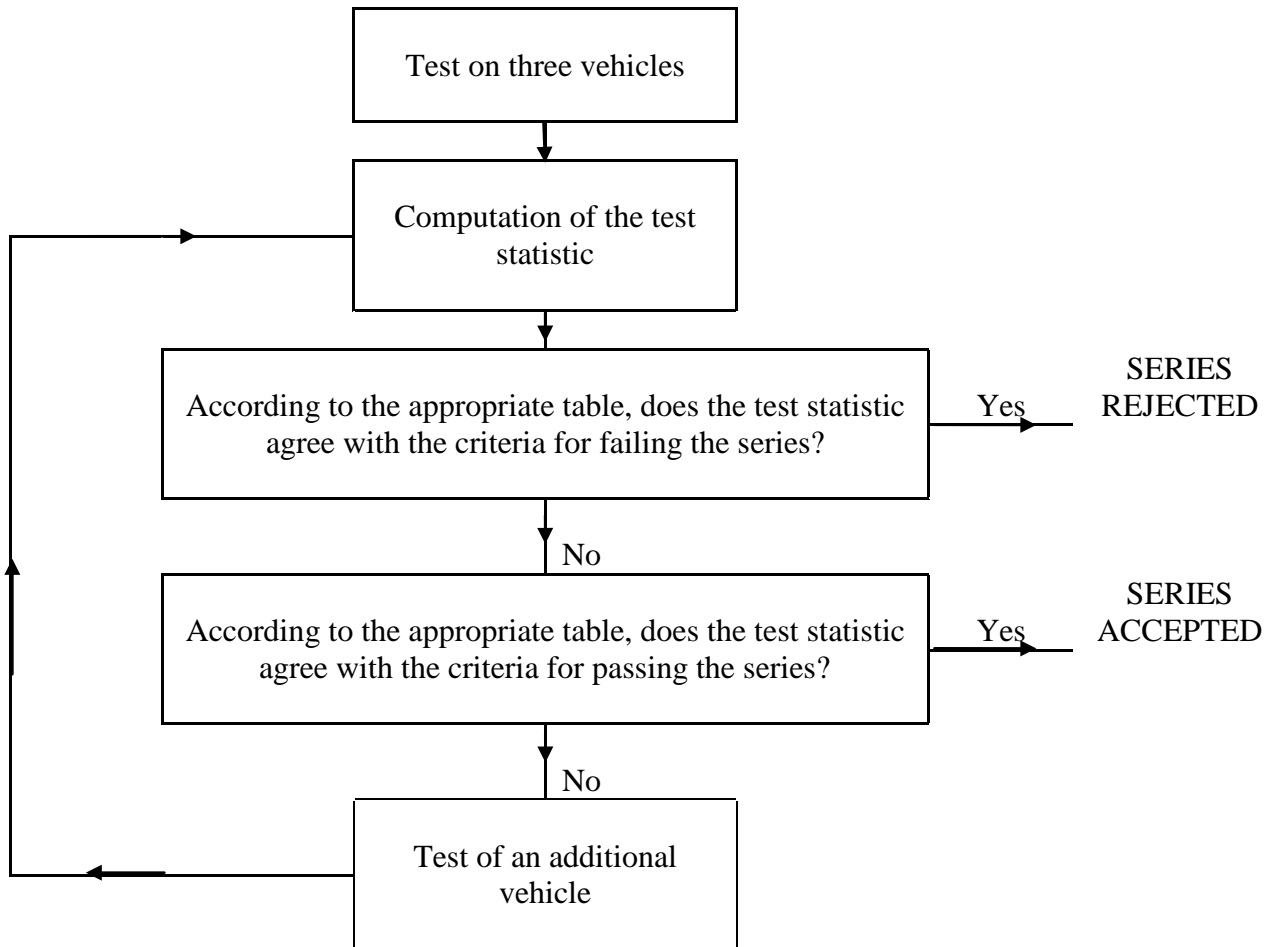 Test on three vehicles
Computation of the test
statistic
According to the appropriate table, does the test statistic
agree with the criteria for failing the series?
Yes
SERIES
REJECTED
No
According to the appropriate table, does the test statistic
agree with the criteria for passing the series?
Yes
SERIES
ACCEPTED
No
Test of an additional
vehicle